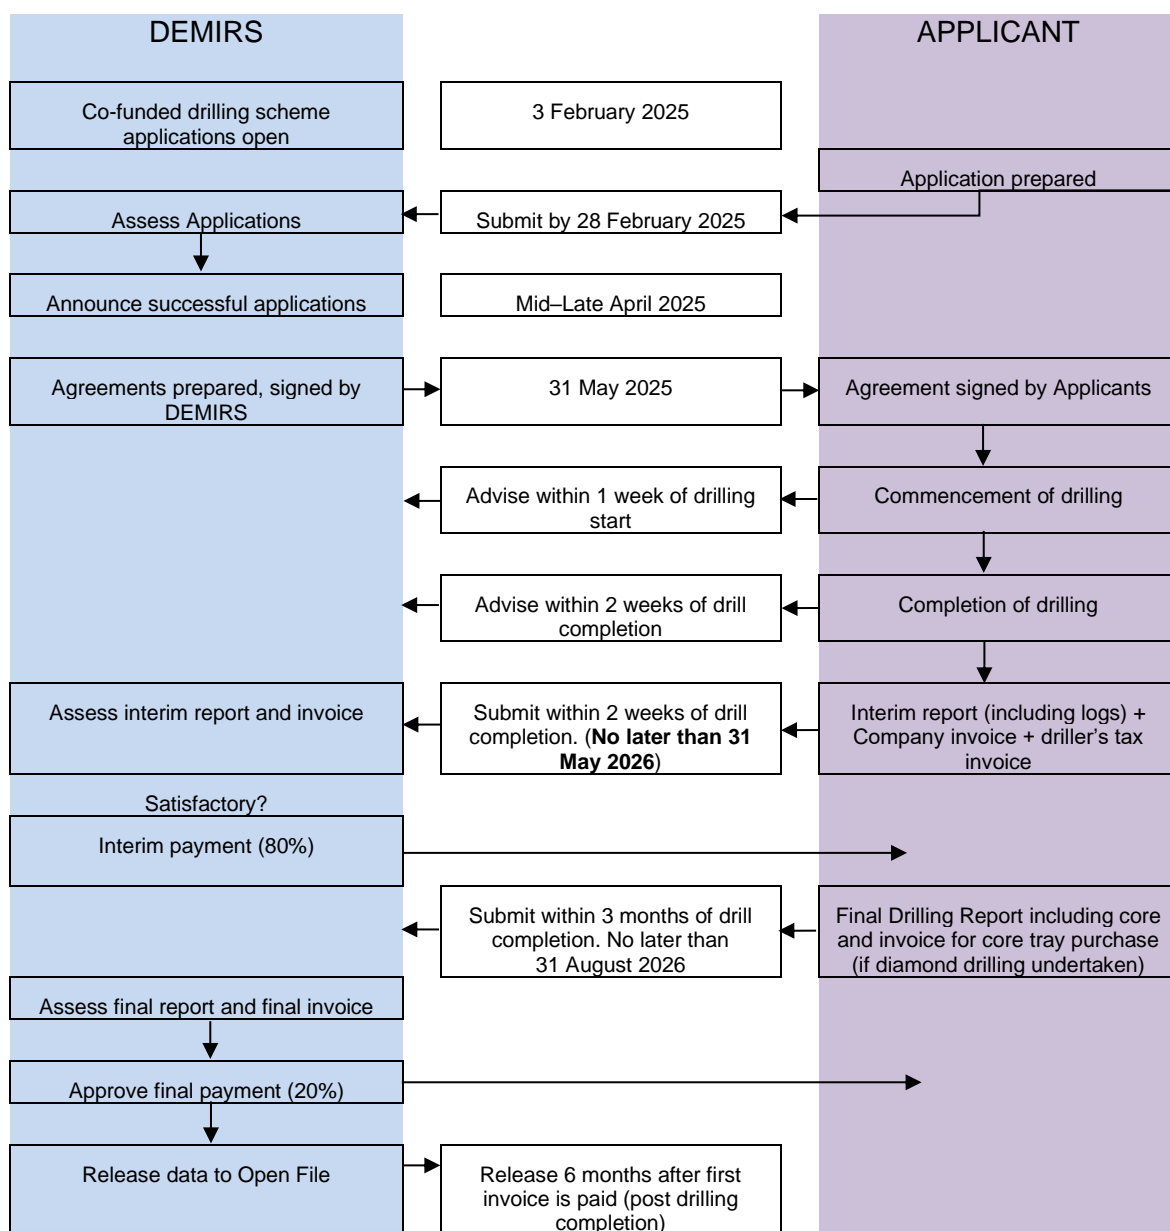 DEMIRS
APPLICANT
Co-funded drilling scheme
applications open
3 February 2025
Application prepared
Assess Applications
Submit by 28 February 2025
Announce successful applications
Mid–Late April 2025
Agreements prepared, signed by
DEMIRS
31 May 2025
Agreement signed by Applicants
Advise within 1 week of drilling
start
Commencement of drilling
Advise within 2 weeks of drill
completion
Completion of drilling
Assess interim report and invoice
Submit within 2 weeks of drill
completion. (No later than 31
May 2026)
Interim report (including logs) +
Company invoice + driller's tax
invoice
Satisfactory?
Interim payment (80%)
Submit within 3 months of drill
completion. No later than
31 August 2026
Final Drilling Report including core
and invoice for core tray purchase
(if diamond drilling undertaken)
Assess final report and final invoice
Approve final payment (20%)
Release data to Open File
Release 6 months after first
invoice is paid (post drilling
completion)